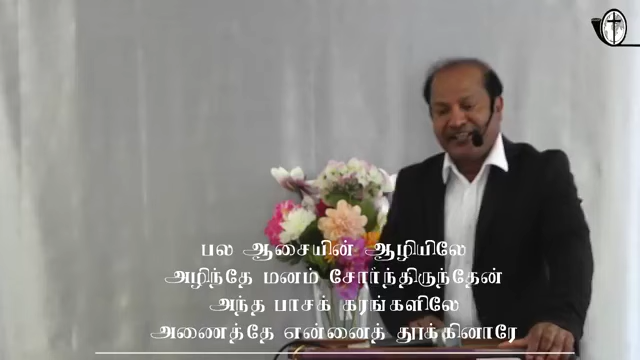 பல ஆசையின் ஆழியிலே
அழிந்தே மனம் சோர்ந்திருந்தேன்
அந்த பாசக் கரங்களிலே
அணைத்தே என்னைத் தூக்கினாரே